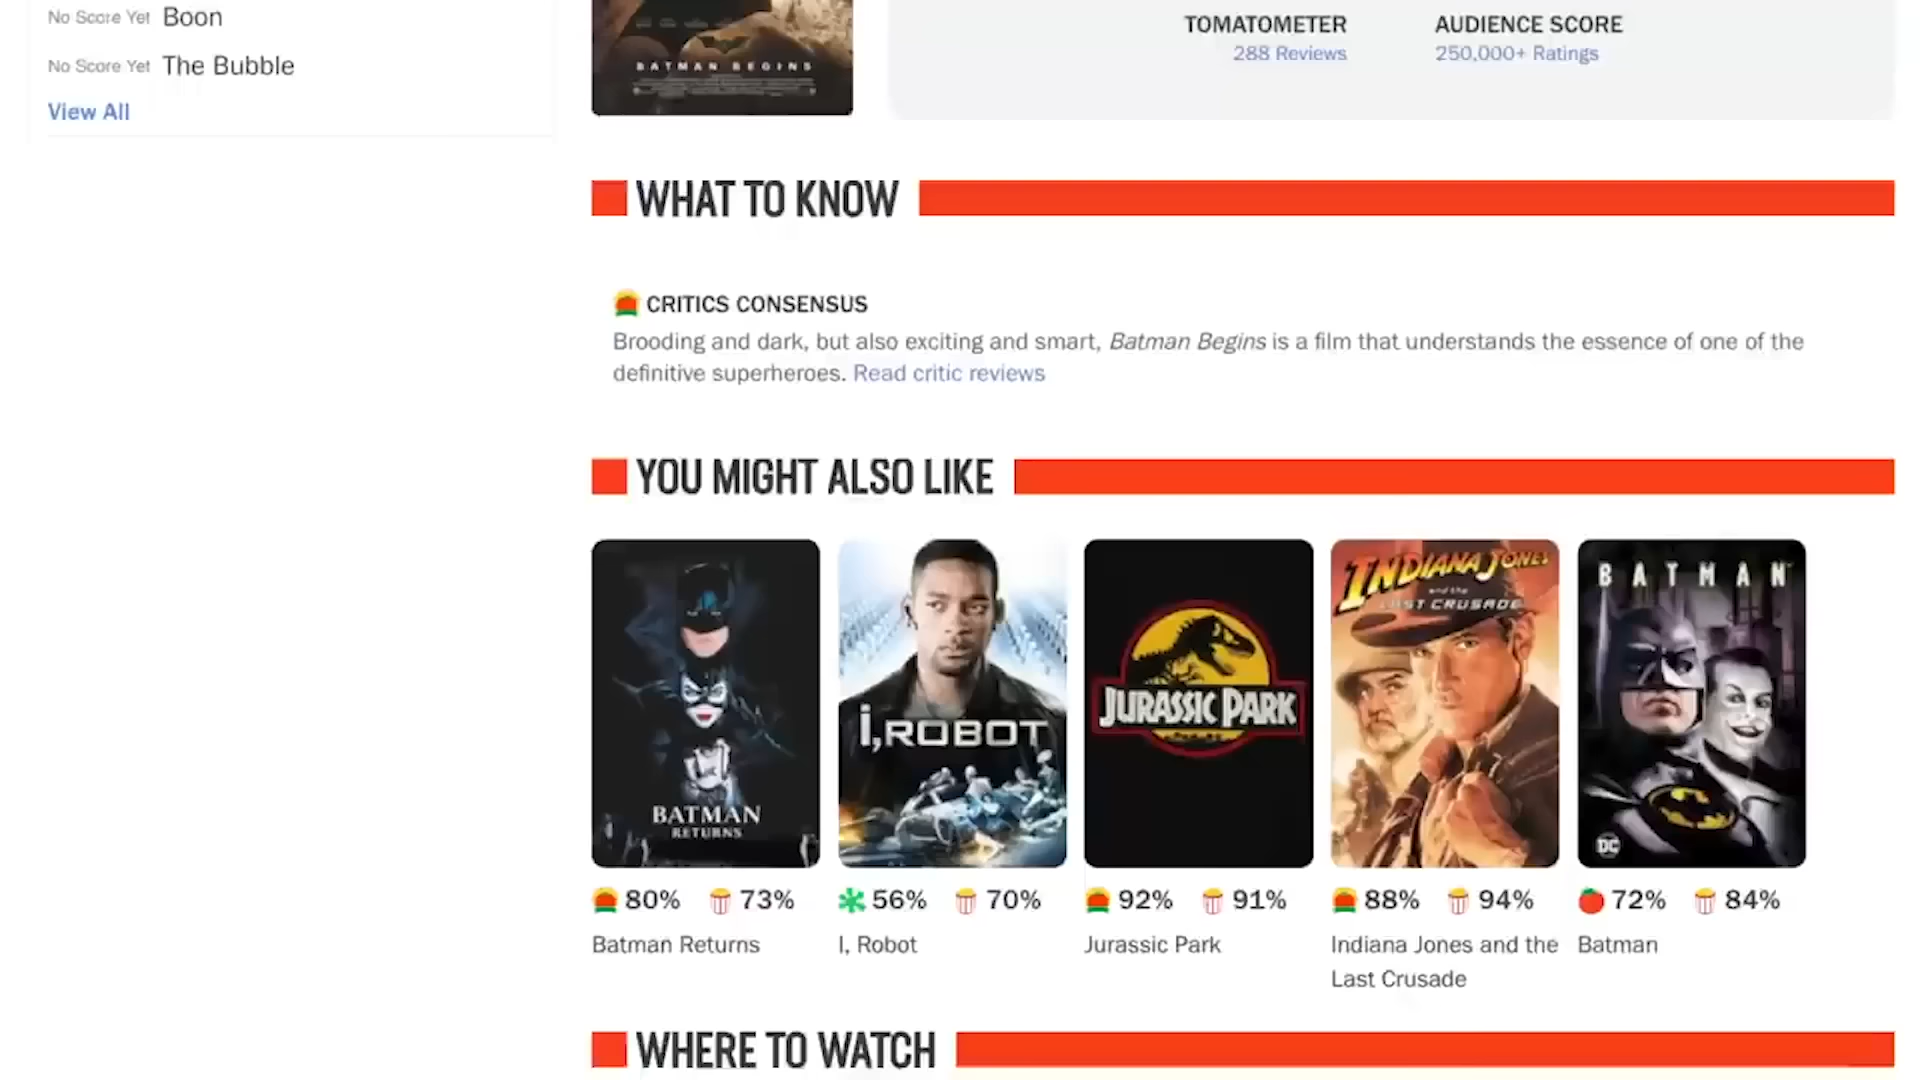 No Score Yet Boon
No Score Yet The Bubble
View All
BATMAN BEGINS
TOMATOMETER
288 Reviews
AUDIENCE SCORE
250,000+ Ratings
WHAT TO KNOW
CRITICS CONSENSUS
Brooding and dark, but also exciting and smart, Batman Begins is a film that understands the essence of one of the
definitive superheroes. Read critic reviews
YOU MIGHT ALSO LIKE
BATMAN
RETURNS
I, ROBOT
JURASSIC PARK
INDIANA JONES
and the
LAST CRUSADE
BATMAN
DC
80% 73%
Batman Returns
56% 70%
I, Robot
92% 91%
Jurassic Park
88% 94%
Indiana Jones and the
Last Crusade
72% 84%
Batman
WHERE TO WATCH